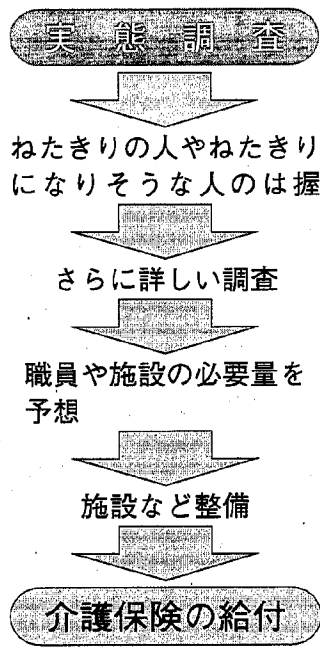 実態調査
ねたきりの人やねたきり
になりそうな人のは握
さらに詳しい調査
職員や施設の必要量を
予想
施設など整備
介護保険の給付